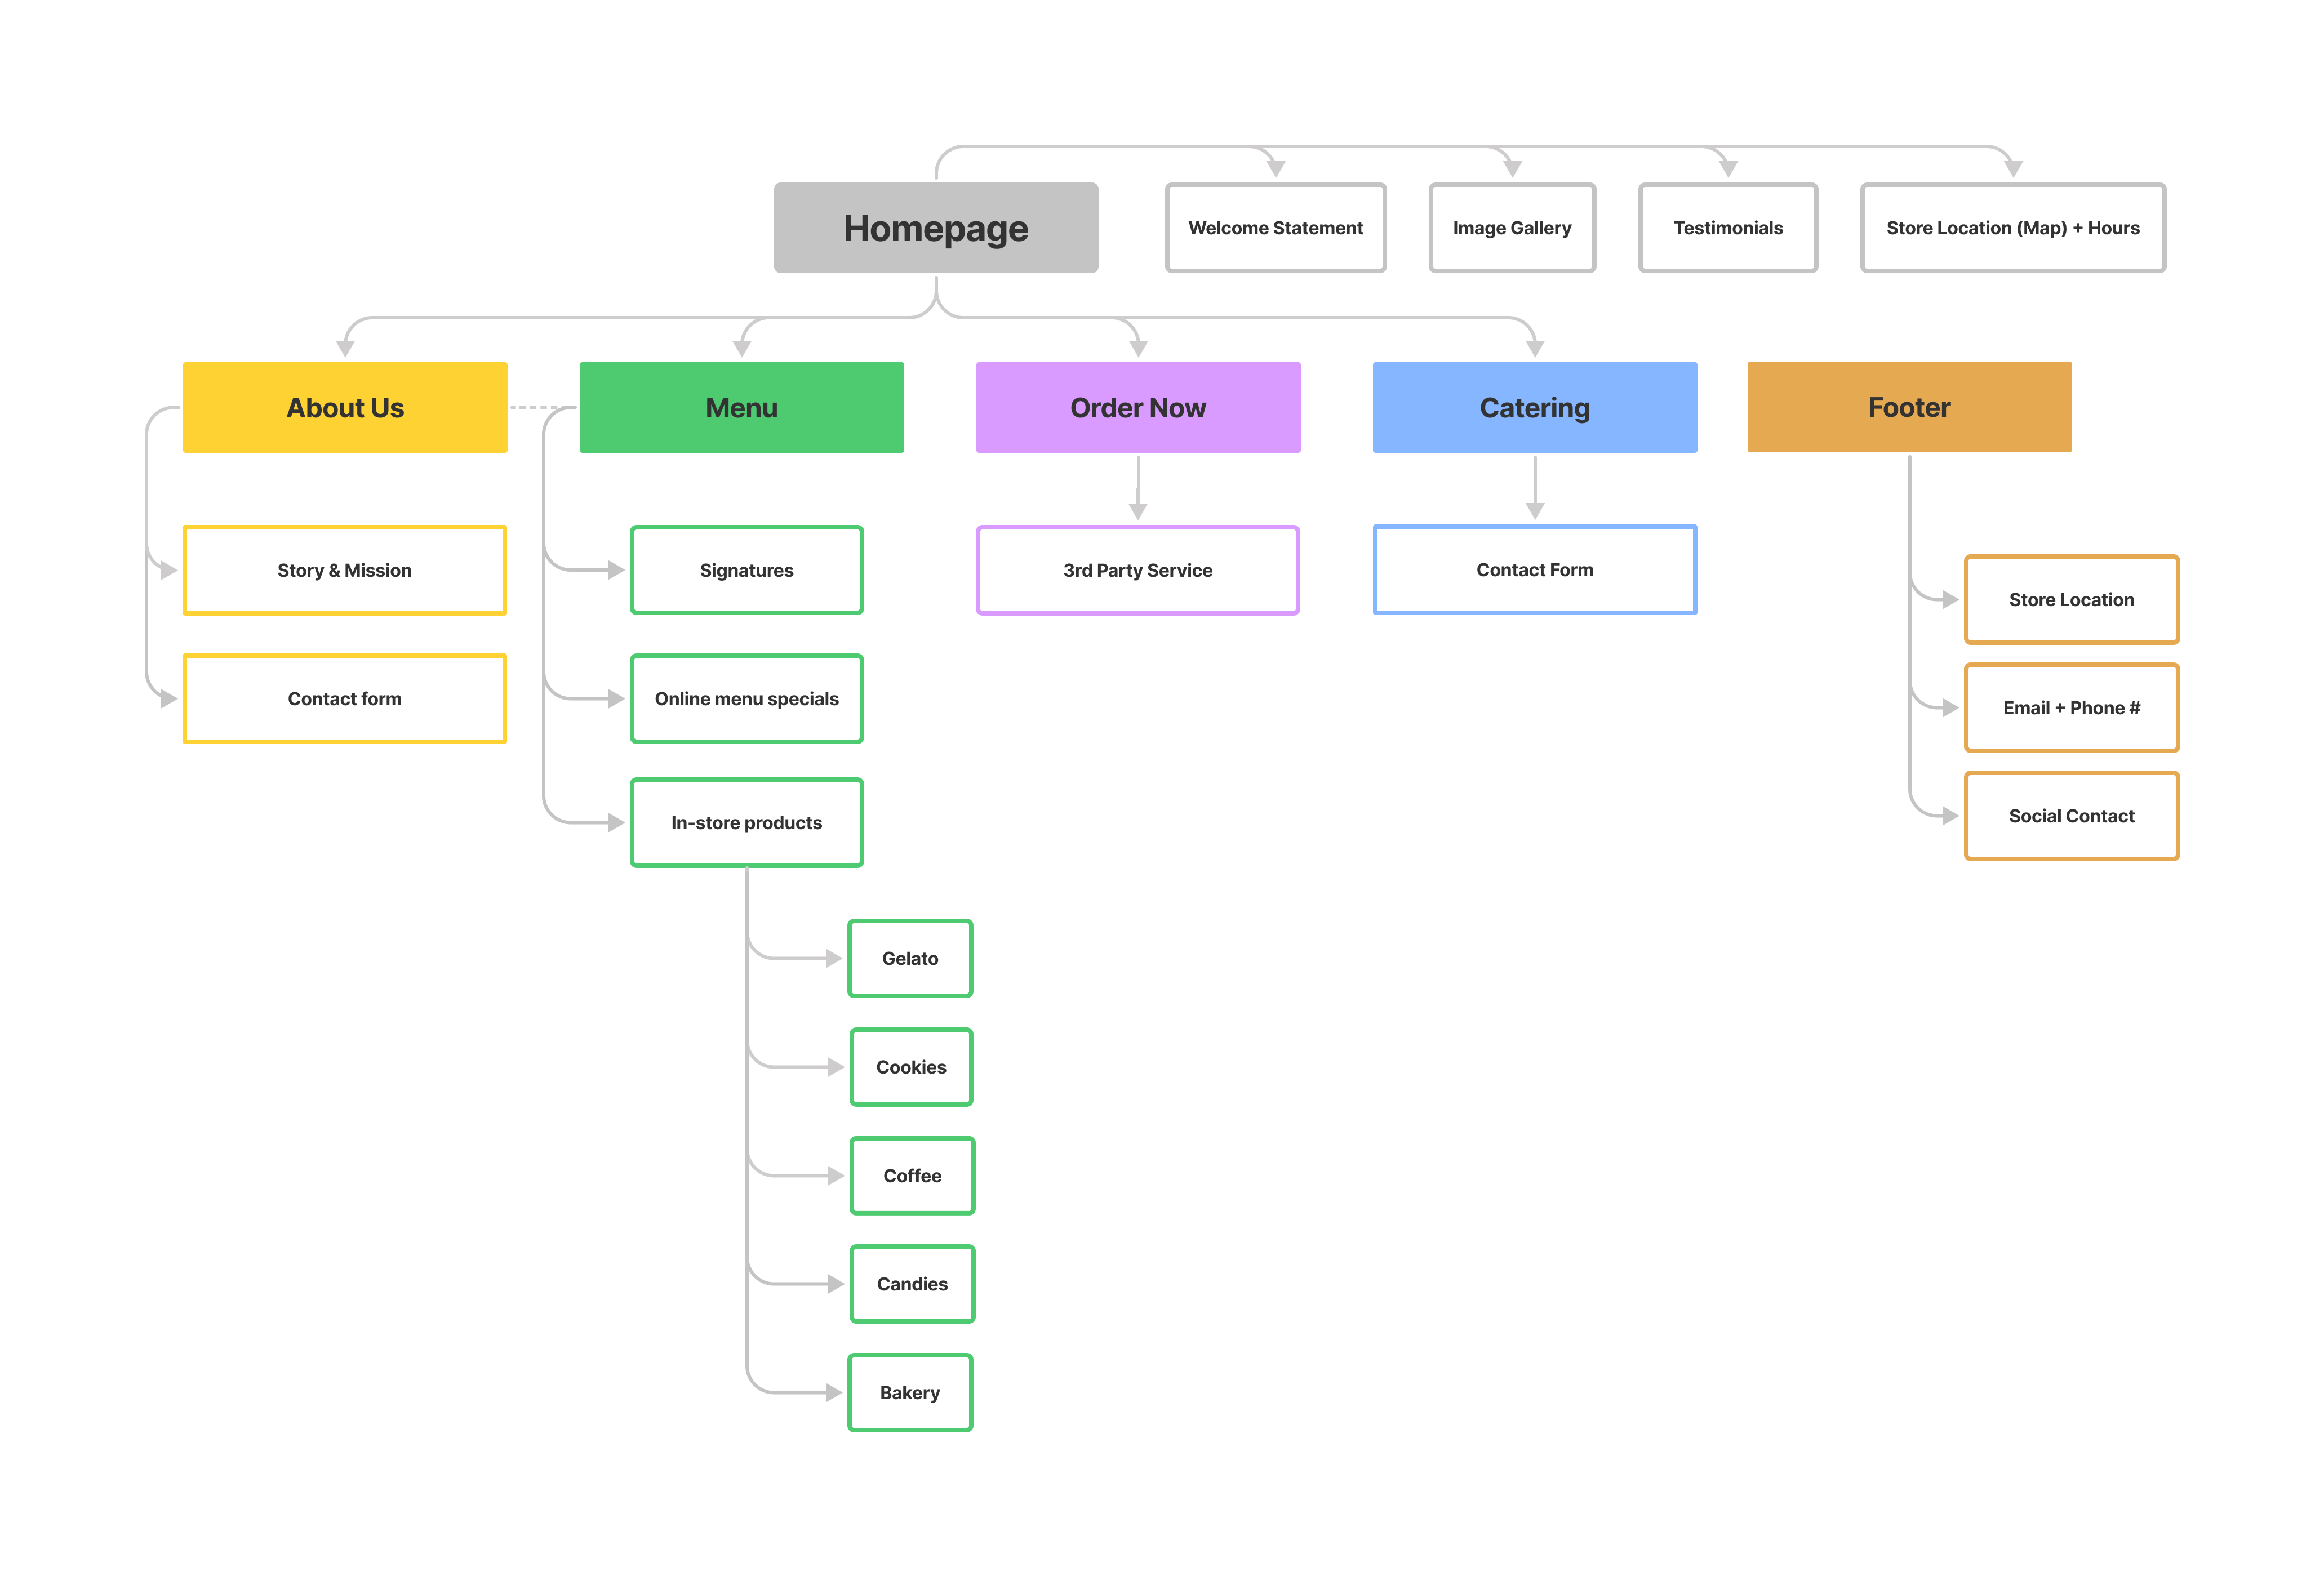 Homepage
Welcome Statement
Image Gallery
Testimonials
Store Location (Map) + Hours
About Us
Menu
Order Now
Catering
Footer
Story & Mission
Signatures
3rd Party Service
Contact Form
Store Location
Contact form
Online menu specials
Email + Phone #
In-store products
Social Contact
Gelato
Cookies
Coffee
Candies
Bakery